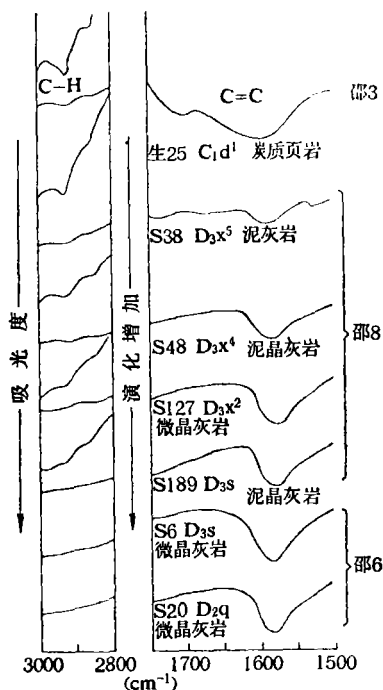 C-H
C=C
邵3
生25 C₁d¹ 炭质页岩
S38 D₃x⁵ 泥灰岩
S48 D₃x⁴ 泥晶灰岩
邵8
S127 D₃x²
微晶灰岩
S189 D₃s 泥晶灰岩
S6 D₃s
微晶灰岩
邵6
S20 D₂q
微晶灰岩
吸光度
演化增加
3000 2800 1700 1600 1500
(cm⁻¹)